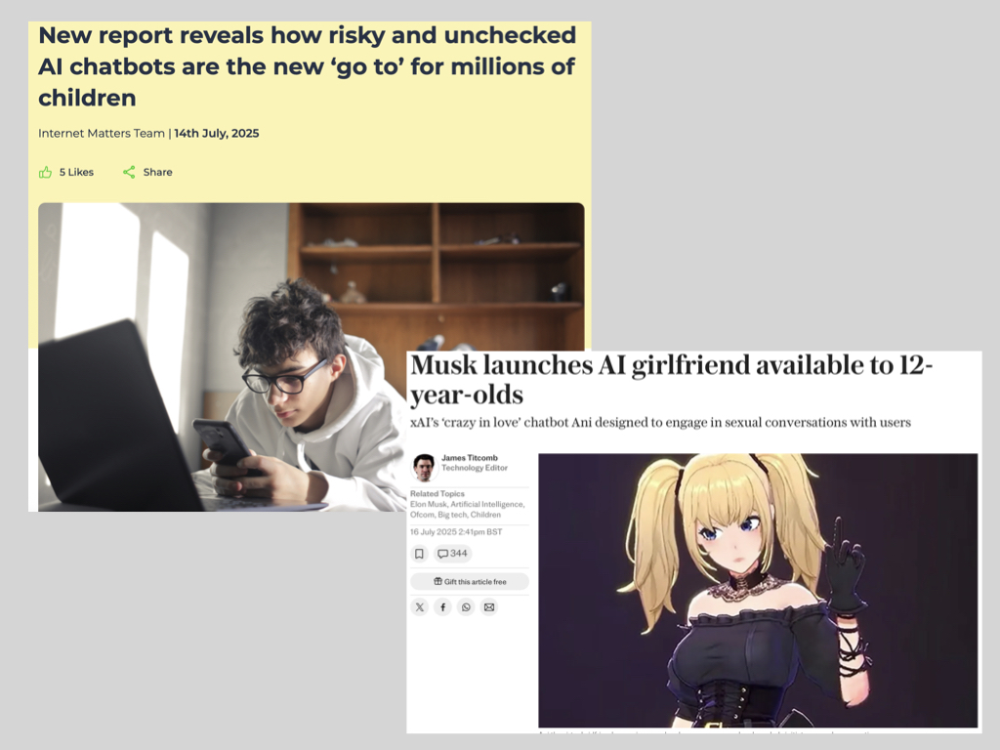 New report reveals how risky and unchecked
AI chatbots are the new ‘go to’ for millions of
children
Internet Matters Team | 14th July, 2025
5 Likes
Share
Musk launches AI girlfriend available to 12-
year-olds
xAI’s ‘crazy in love’ chatbot Ani designed to engage in sexual conversations with users
James Titcomb
Technology Editor
Related Topics
Elon Musk, Artificial Intelligence,
Ofcom, Big tech, Children
16 July 2025 2:41pm BST
344
Gift this article free